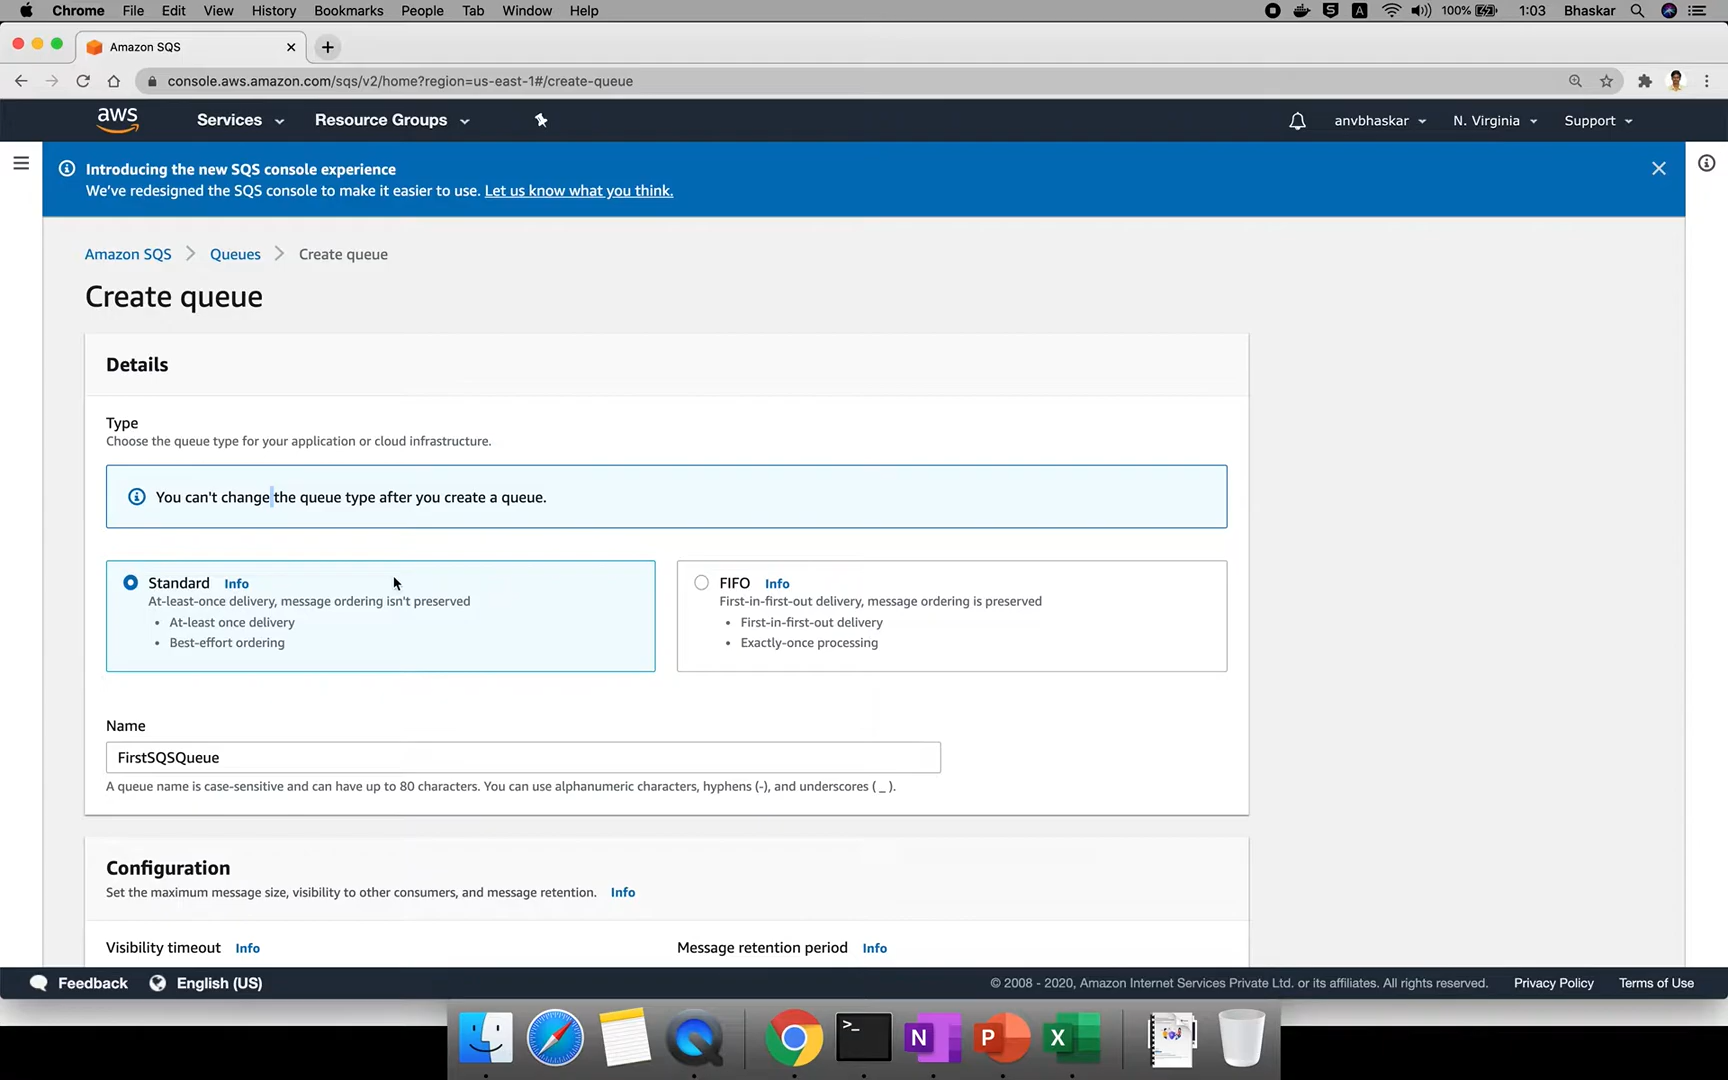 Chrome File Edit View History Bookmarks People Tab Window Help
S A 100% 1:03 Bhaskar
Amazon SQS
console.aws.amazon.com/sqs/v2/home?region=us-east-1#/create-queue
aws Services Resource Groups anvbhaskar N. Virginia Support
Introducing the new SQS console experience
We've redesigned the SQS console to make it easier to use. Let us know what you think.
Amazon SQS Queues Create queue
Create queue
Details
Type
Choose the queue type for your application or cloud infrastructure.
You can't change the queue type after you create a queue.
Standard Info
At-least-once delivery, message ordering isn't preserved
• At-least once delivery
• Best-effort ordering
FIFO Info
First-in-first-out delivery, message ordering is preserved
• First-in-first-out delivery
• Exactly-once processing
Name
FirstSQSQueue
A queue name is case-sensitive and can have up to 80 characters. You can use alphanumeric characters, hyphens (-), and underscores ( _ ).
Configuration
Set the maximum message size, visibility to other consumers, and message retention. Info
Visibility timeout Info
Message retention period Info
Feedback English (US) © 2008 - 2020, Amazon Internet Services Private Ltd. or its affiliates. All rights reserved. Privacy Policy Terms of Use
>_ N P X